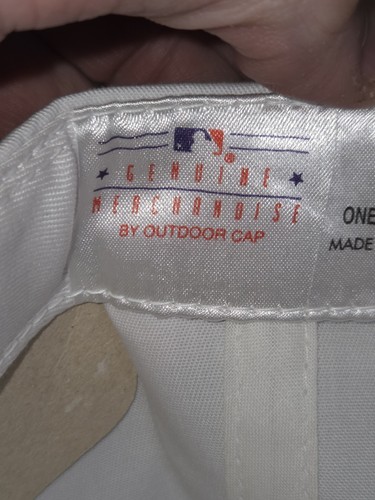 GENUINE
MERCHANDISE
BY OUTDOOR CAP
ONE
MADE